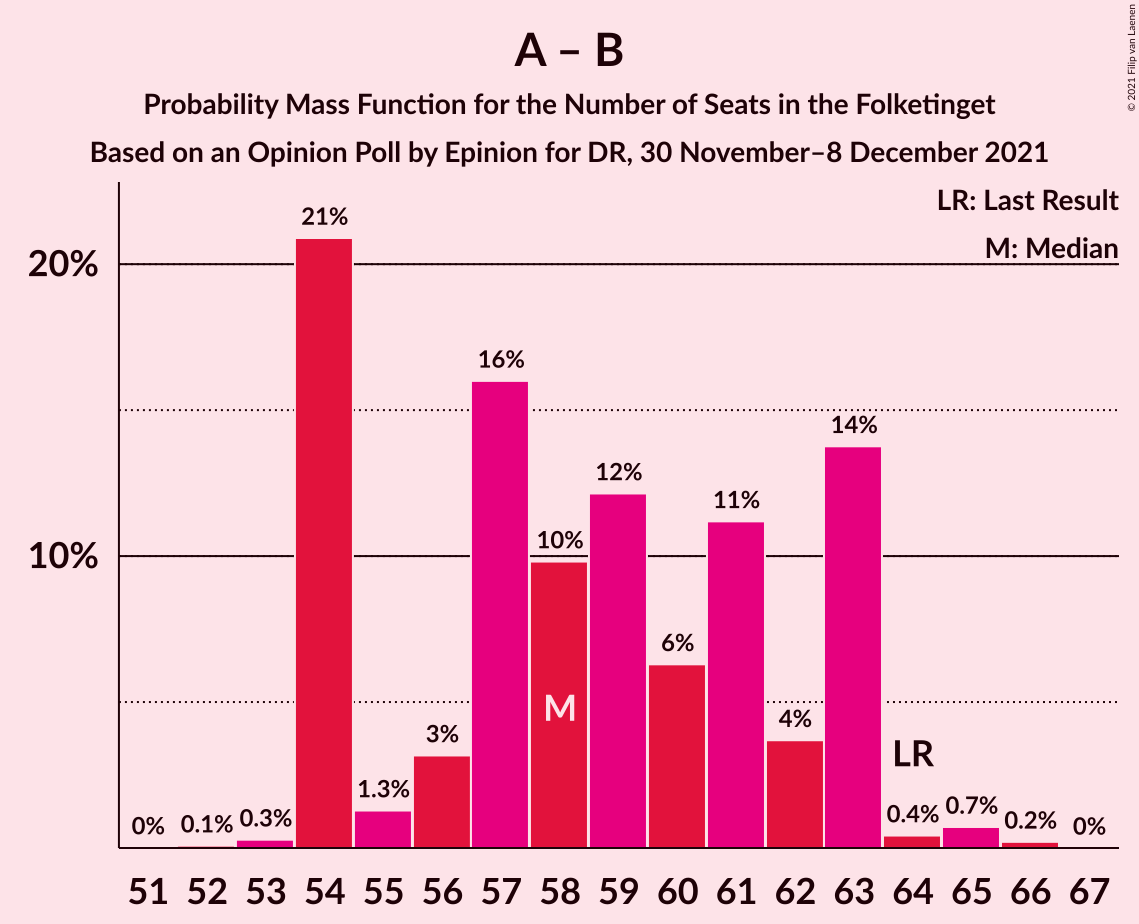 A – B
Probability Mass Function for the Number of Seats in the Folketinget
Based on an Opinion Poll by Epinion for DR, 30 November–8 December 2021
© 2021 Filip van Laenen
LR: Last Result
M: Median
20%
10%
0%
0.1%
0.3%
21%
1.3%
3%
16%
10%
12%
6%
11%
4%
14%
0.4%
0.7%
0.2%
0%
M
LR
51 52 53 54 55 56 57 58 59 60 61 62 63 64 65 66 67